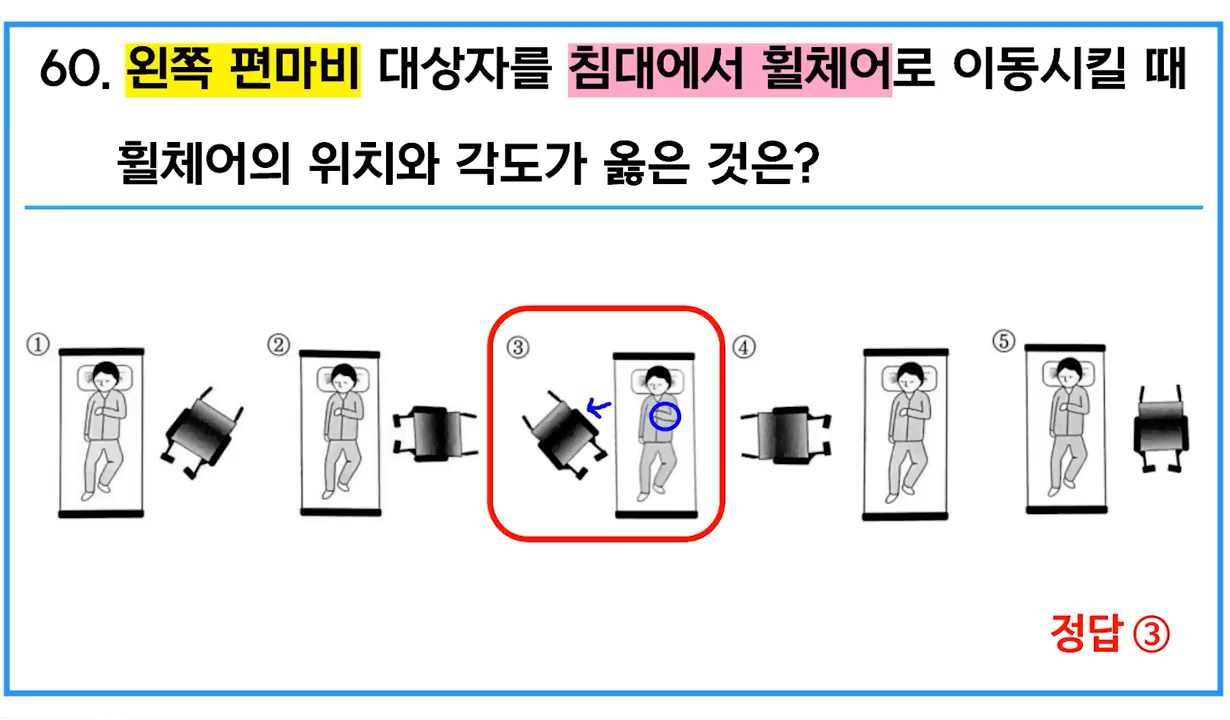 60. 왼쪽 편마비 대상자를 침대에서 휠체어로 이동시킬 때
휠체어의 위치와 각도가 옳은 것은?
① ② ③ ④ ⑤
정답 ③